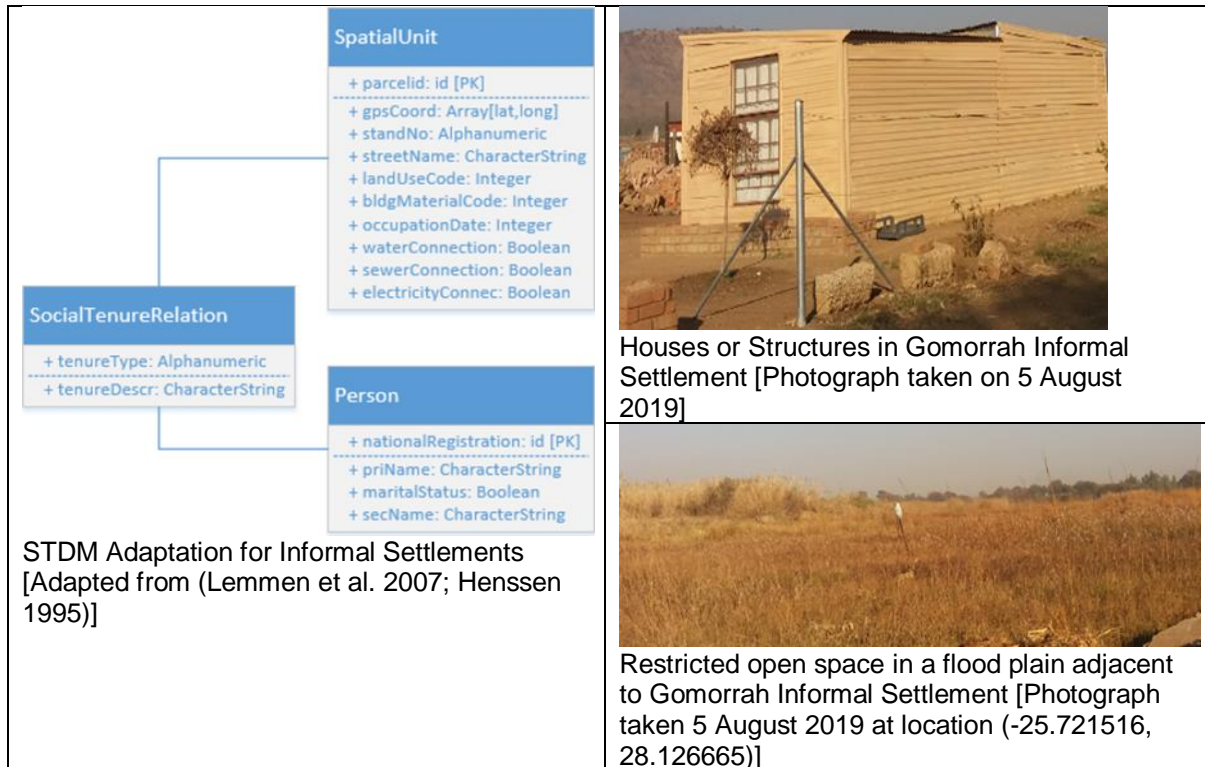 SpatialUnit
+ parcelid: id [PK]
+ gpsCoord: Array[lat,long]
+ standNo: Alphanumeric
+ streetName: CharacterString
+ landUseCode: Integer
+ bldgMaterialCode: Integer
+ occupationDate: Integer
+ waterConnection: Boolean
+ sewerConnection: Boolean
+ electricityConnec: Boolean
SocialTenureRelation
+ tenureType: Alphanumeric
+ tenureDescr: CharacterString
Person
+ nationalRegistration: id [PK]
+ priName: CharacterString
+ maritalStatus: Boolean
+ secName: CharacterString
STDM Adaptation for Informal Settlements
[Adapted from (Lemmen et al. 2007; Henssen
1995)]
Houses or Structures in Gomorrah Informal
Settlement [Photograph taken on 5 August
2019]
Restricted open space in a flood plain adjacent
to Gomorrah Informal Settlement [Photograph
taken 5 August 2019 at location (-25.721516,
28.126665)]